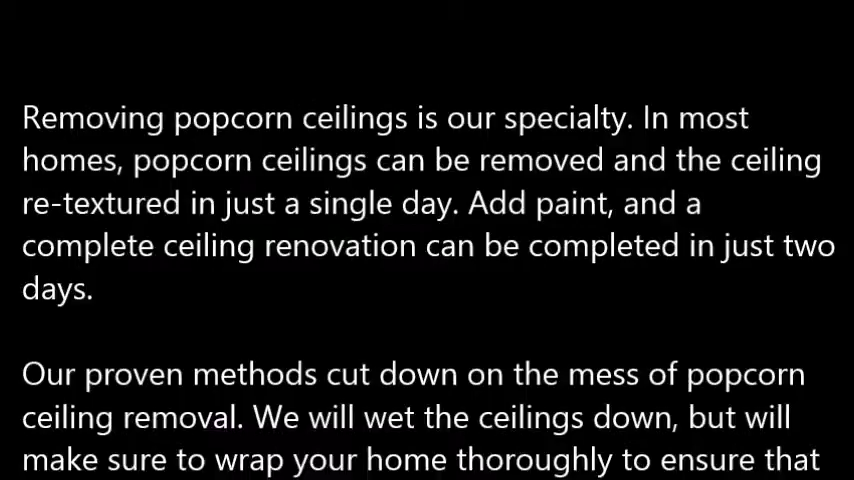 Removing popcorn ceilings is our specialty. In most
homes, popcorn ceilings can be removed and the ceiling
re-textured in just a single day. Add paint, and a
complete ceiling renovation can be completed in just two
days.
Our proven methods cut down on the mess of popcorn
ceiling removal. We will wet the ceilings down, but will
make sure to wrap your home thoroughly to ensure that